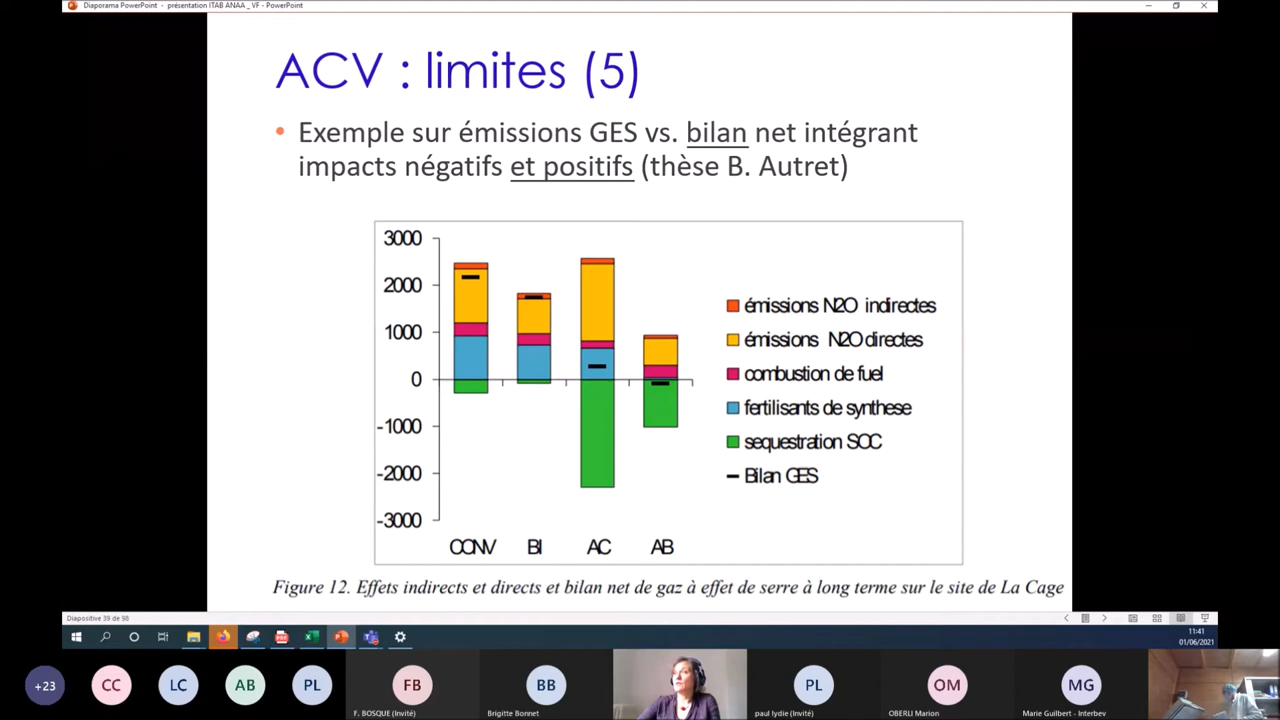 Diaporama PowerPoint - présentation ITAB ANAA _ VF - PowerPoint
ACV : limites (5)
• Exemple sur émissions GES vs. bilan net intégrant
impacts négatifs et positifs (thèse B. Autret)
3000
2000
1000
0
-1000
-2000
-3000
CONV BI AC AB
émissions N2O indirectes
émissions N2O directes
combustion de fuel
fertilisants de synthese
sequestration SOC
Bilan GES
Figure 12. Effets indirects et directs et bilan net de gaz à effet de serre à long terme sur le site de La Cage
Diapositive 39 de 98
11:41
01/06/2021
+23 CC LC AB PL FB BB PL OM MG
F. BOSQUE (Invité) Brigitte Bonnet paul lydie (Invité) OBERLI Marion Marie Guilbert - Interbev